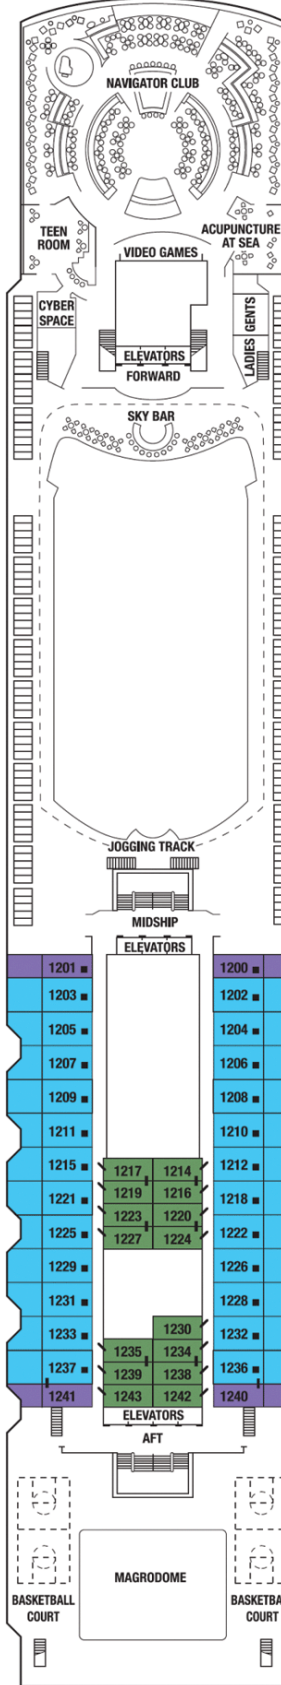 NAVIGATOR CLUB
TEEN
ROOM
ACUPUNCTURE
AT SEA
VIDEO GAMES
CYBER
SPACE
GENTS
LADIES
ELEVATORS
FORWARD
SKY BAR
JOGGING TRACK
MIDSHIP
ELEVATORS
1201 1200
1203 1202
1205 1204
1207 1206
1209 1208
1211 1210
1215 1217 1214 1212
1221 1219 1216 1218
1225 1223 1220 1222
1227 1224
1229 1226
1231 1228
1233 1230 1232
1237 1235 1234 1236
1239 1238
1241 1243 1242 1240
ELEVATORS
AFT
MAGRODOME
BASKETBALL
COURT
BASKETBA
COURT